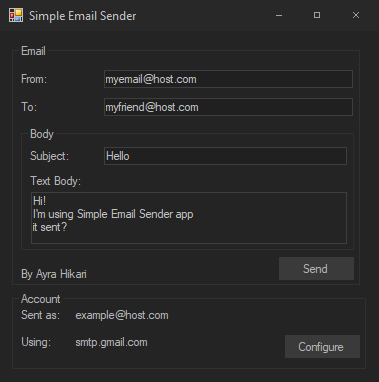 Simple Email Sender
Email
From: myemail@host.com
To: myfriend@host.com
Body
Subject: Hello
Text Body:
Hi!
I'm using Simple Email Sender app
it sent?
Send
By Ayra Hikari
Account
Sent as: example@host.com
Using: smtp.gmail.com
Configure